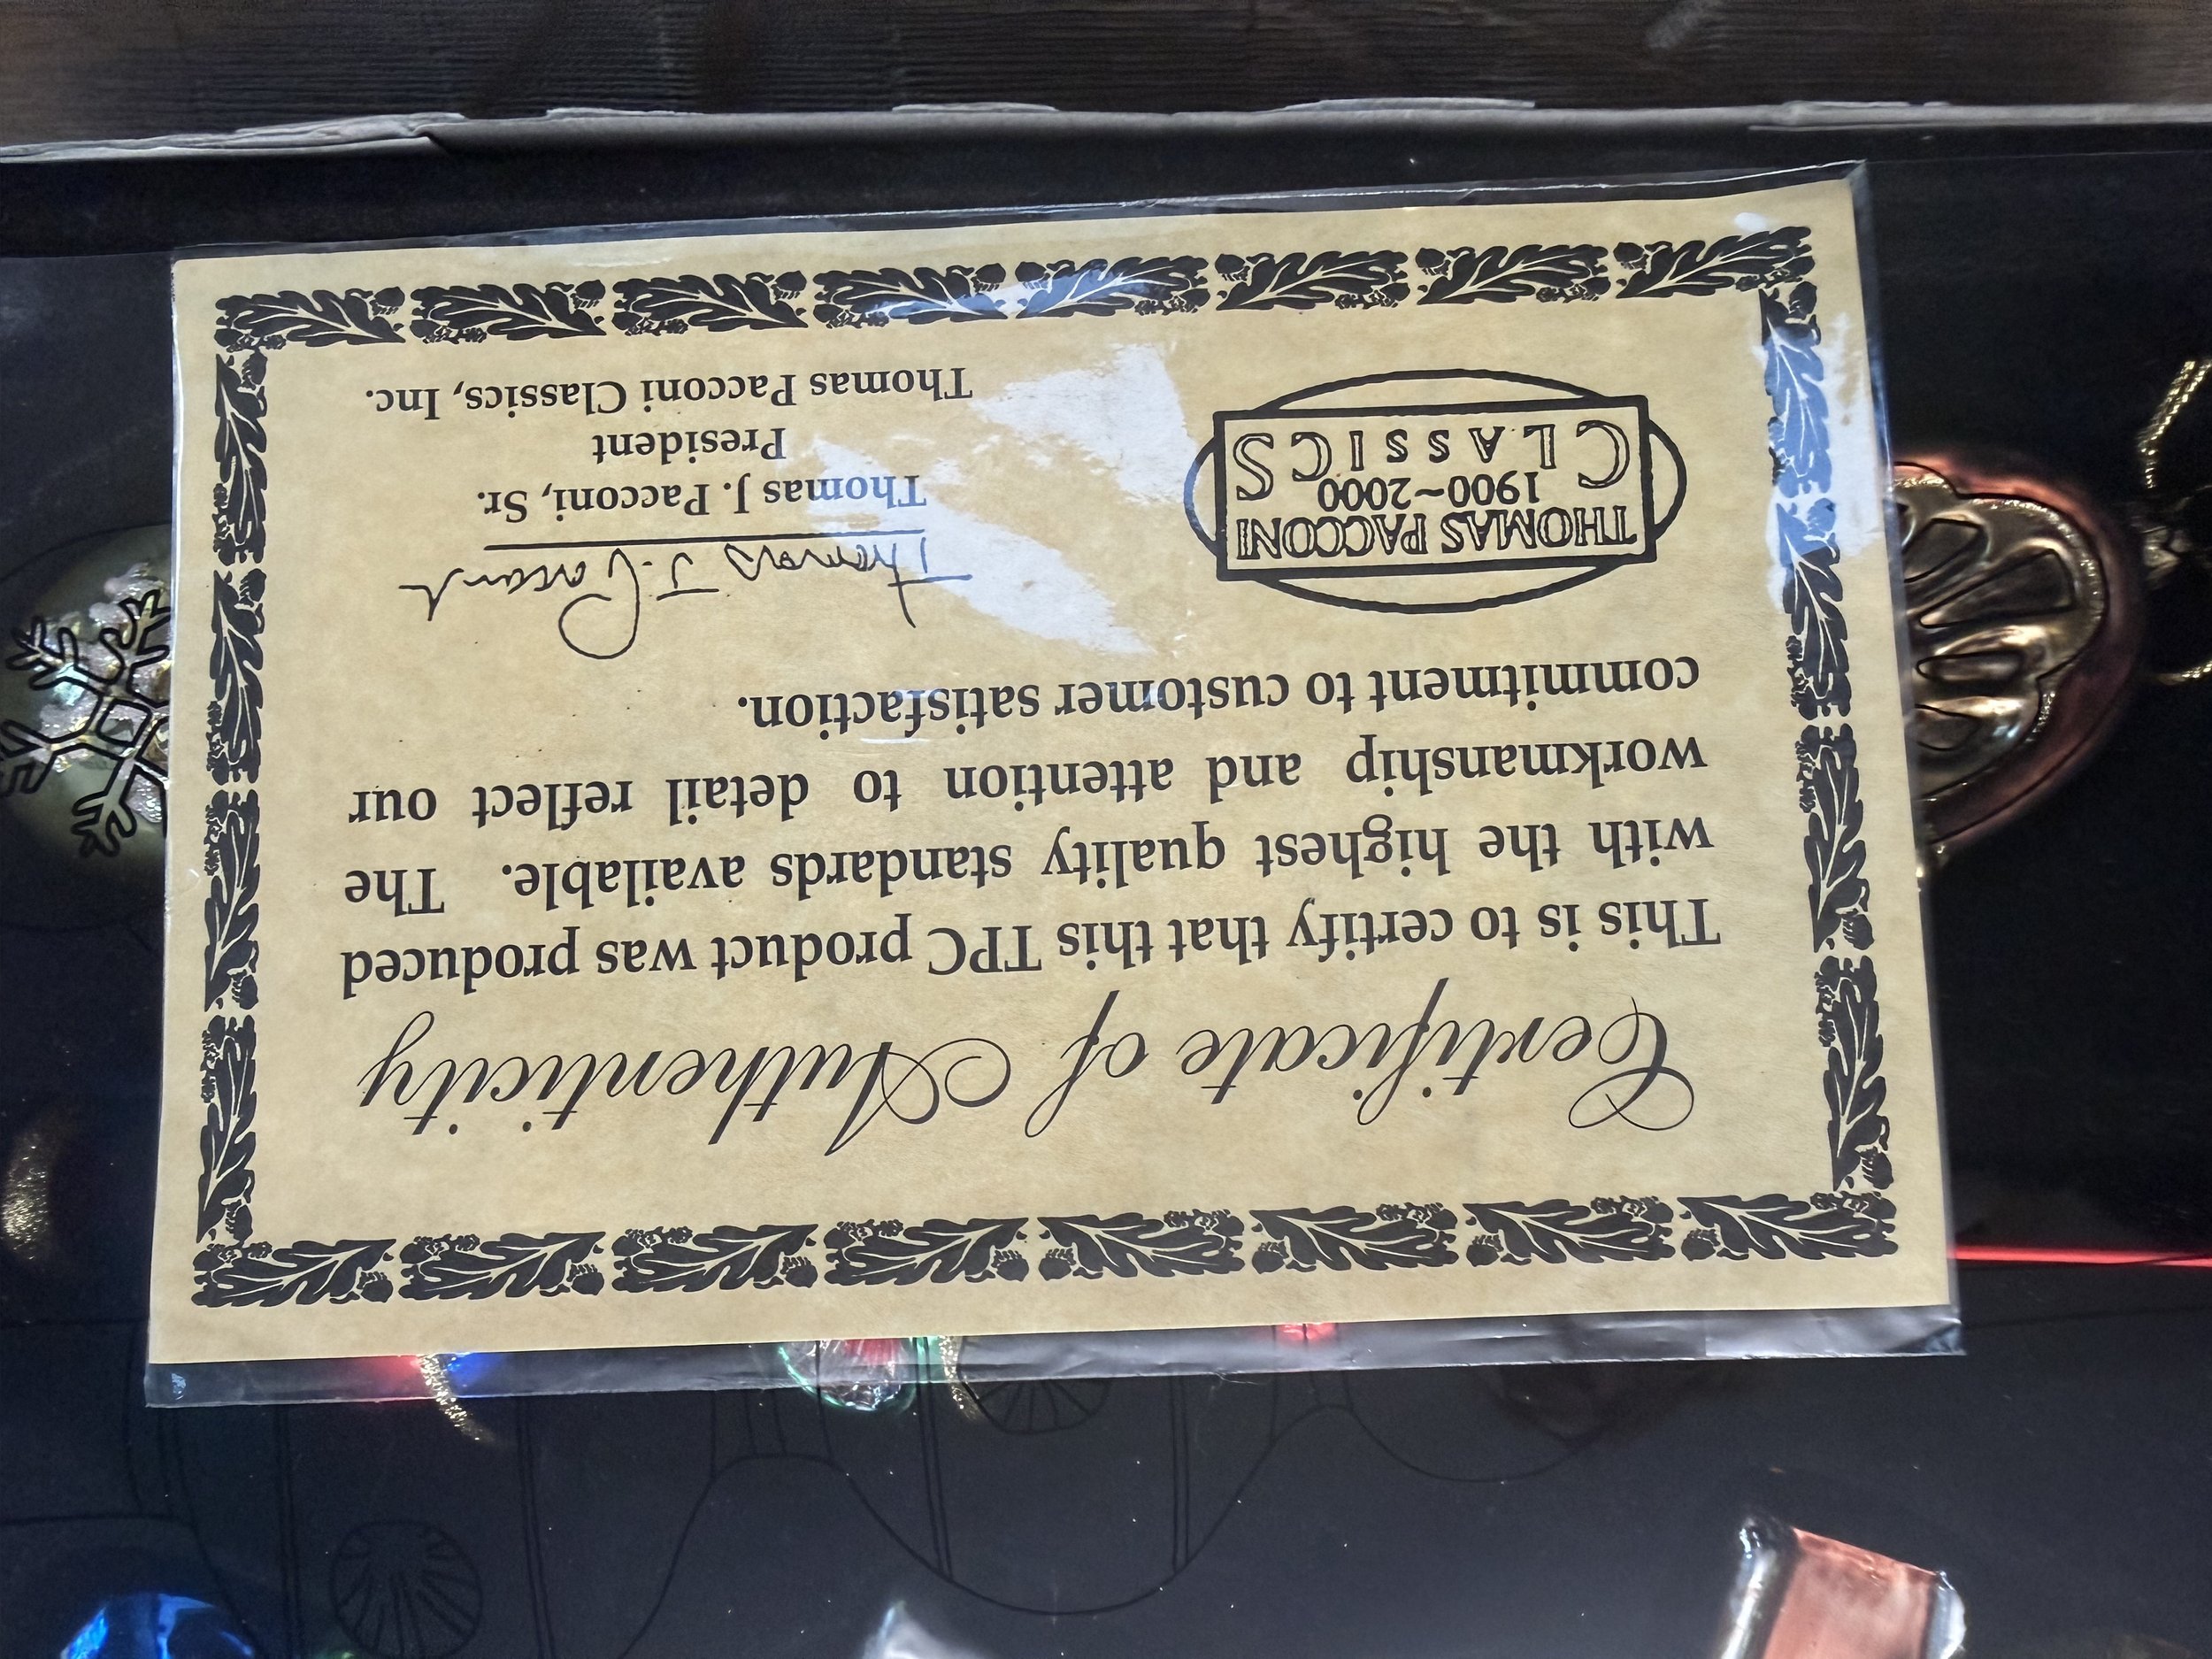 Certificate of Authenticity
This is to certify that this TPC product was produced
with the highest quality standards available. The
workmanship and attention to detail reflect our
commitment to customer satisfaction.
THOMAS PACCONI
1900~2000
CLASSICS
Thomas J. Pacconi
Thomas J. Pacconi, Sr.
President
Thomas Pacconi Classics, Inc.